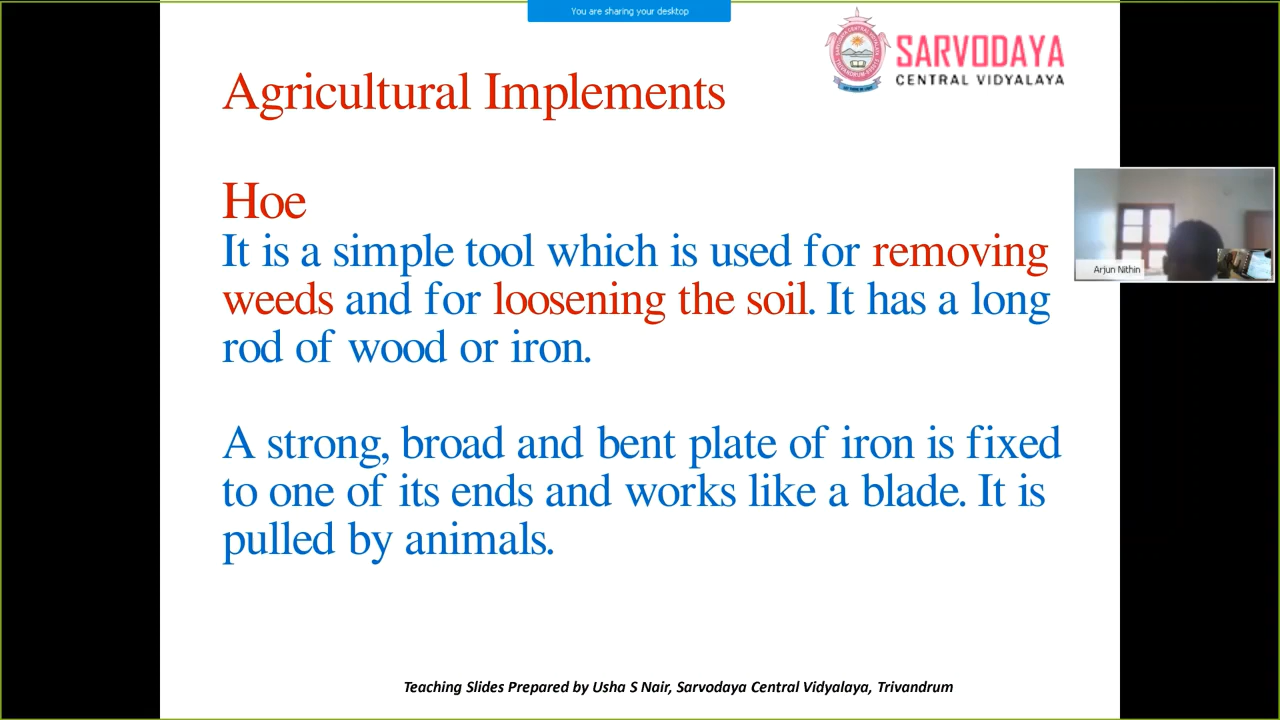 You are sharing your desktop
SARVODAYA
CENTRAL VIDYALAYA
Agricultural Implements
Hoe
It is a simple tool which is used for removing
weeds and for loosening the soil. It has a long
rod of wood or iron.
A strong, broad and bent plate of iron is fixed
to one of its ends and works like a blade. It is
pulled by animals.
Arjun Nithin
Teaching Slides Prepared by Usha S Nair, Sarvodaya Central Vidyalaya, Trivandrum